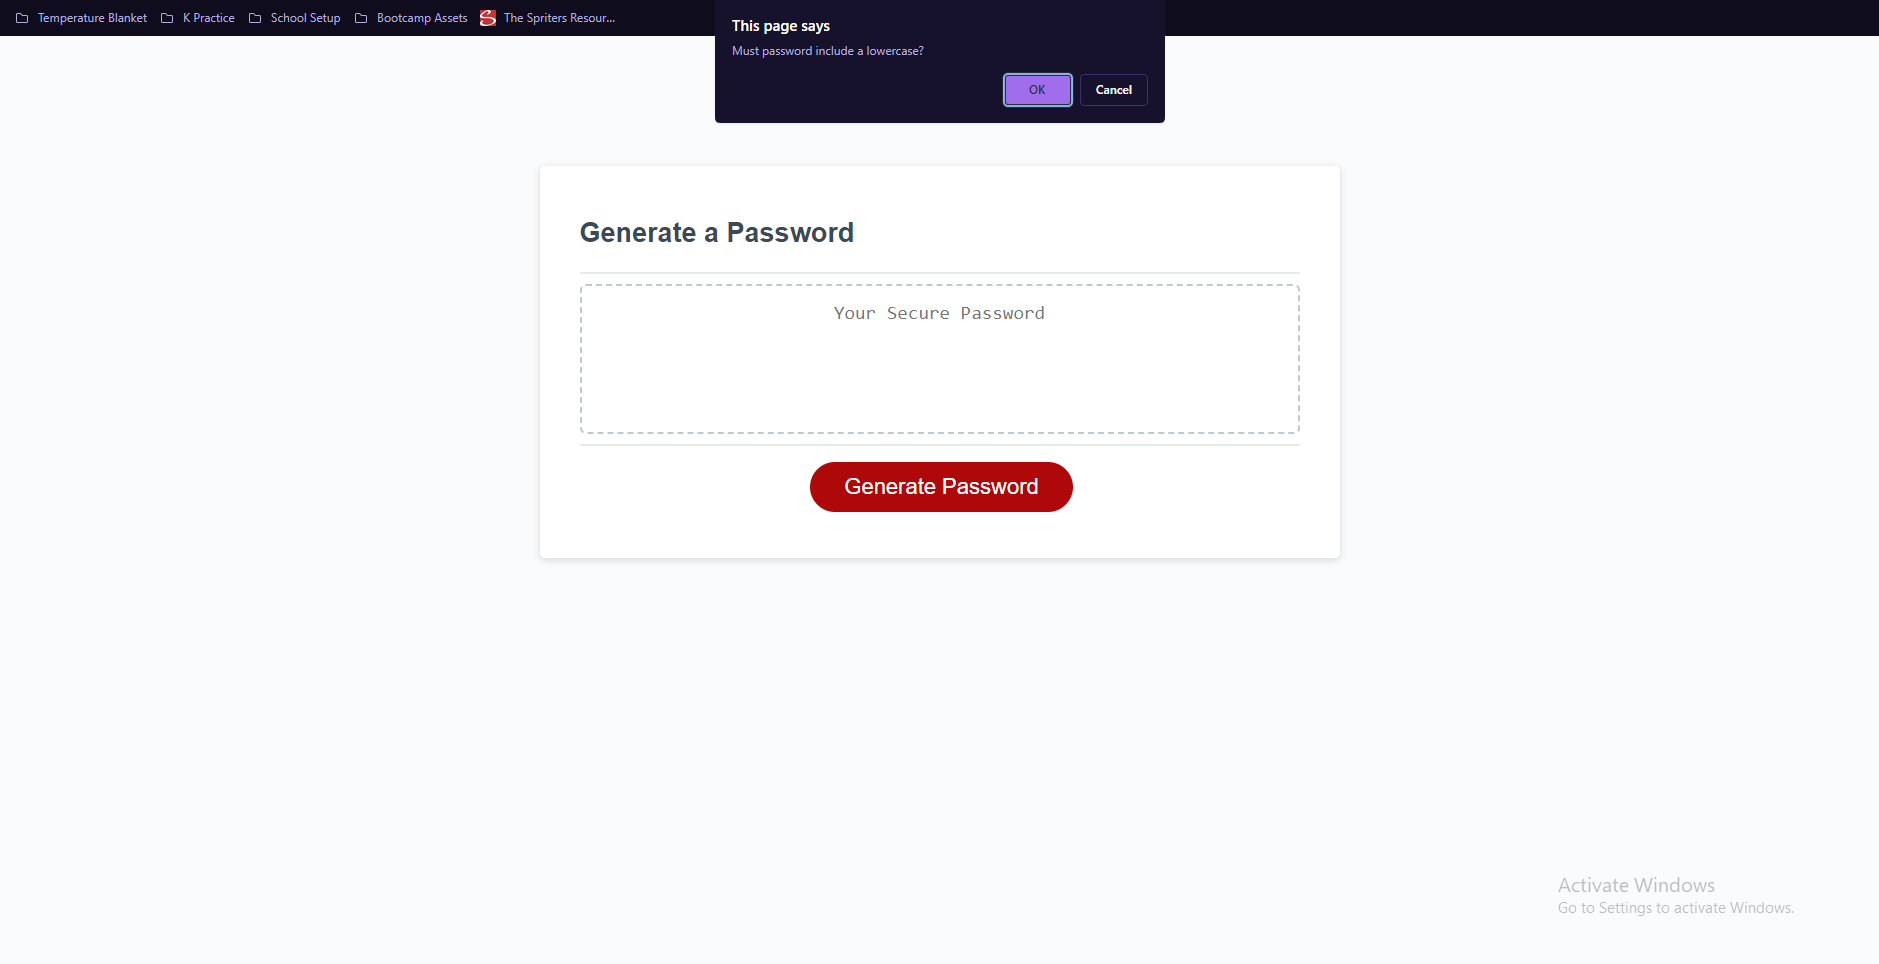 Temperature Blanket K Practice School Setup Bootcamp Assets The Spriters Resour...
This page says
Must password include a lowercase?
OK Cancel
Generate a Password
Your Secure Password
Generate Password
Activate Windows
Go to Settings to activate Windows.